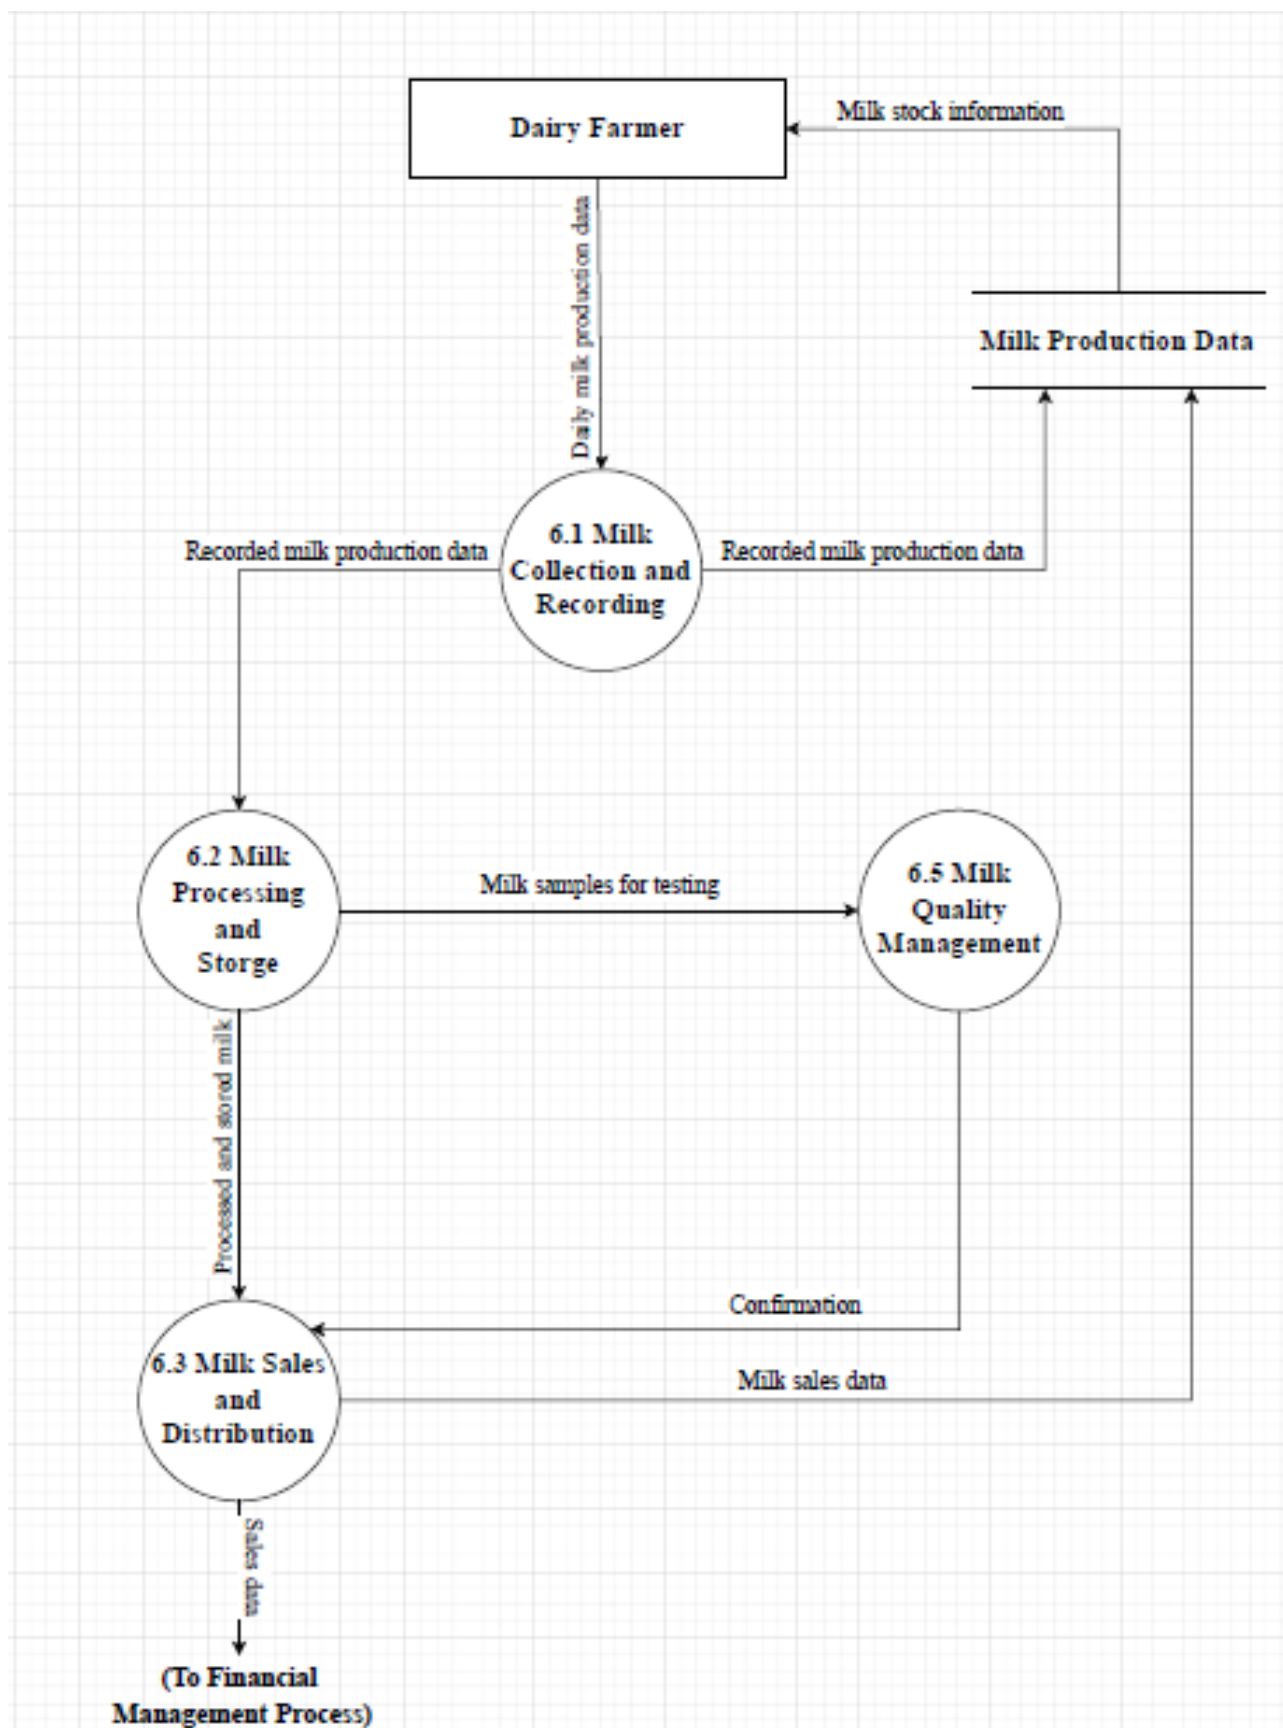 Dairy Farmer
Milk stock information
Daily milk production data
Milk Production Data
Recorded milk production data
6.1 Milk
Collection and
Recording
Recorded milk production data
6.2 Milk
Processing
and
Storge
Milk samples for testing
6.5 Milk
Quality
Management
Processed and stored milk
Confirmation
6.3 Milk Sales
and
Distribution
Milk sales data
Sales data
(To Financial
Management Process)